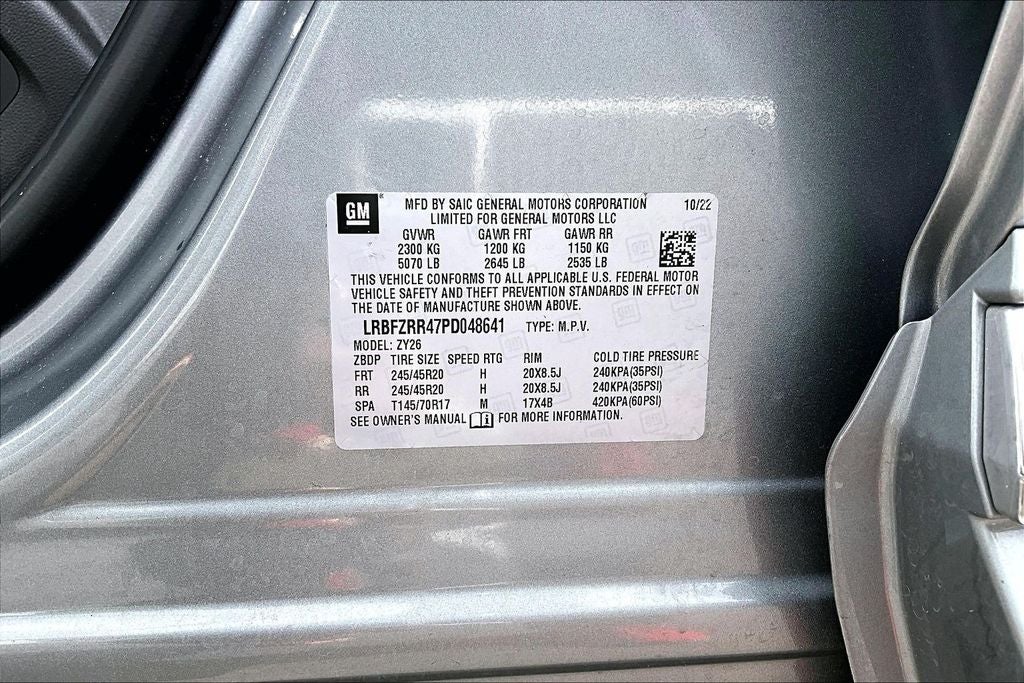 GM ® MFD BY SAIC GENERAL MOTORS CORPORATION 10/22
LIMITED FOR GENERAL MOTORS LLC
GVWR GAWR FRT GAWR RR
2300 KG 1200 KG 1150 KG
5070 LB 2645 LB 2535 LB
THIS VEHICLE CONFORMS TO ALL APPLICABLE U.S. FEDERAL MOTOR
VEHICLE SAFETY AND THEFT PREVENTION STANDARDS IN EFFECT ON
THE DATE OF MANUFACTURE SHOWN ABOVE.
LRBFZRR47PD048641 TYPE: M.P.V.
MODEL: ZY26
ZBDP TIRE SIZE SPEED RTG RIM COLD TIRE PRESSURE
FRT 245/45R20 H 20X8.5J 240KPA(35PSI)
RR 245/45R20 H 20X8.5J 240KPA(35PSI)
SPA T145/70R17 M 17X4B 420KPA(60PSI)
SEE OWNER'S MANUAL i FOR MORE INFORMATION.